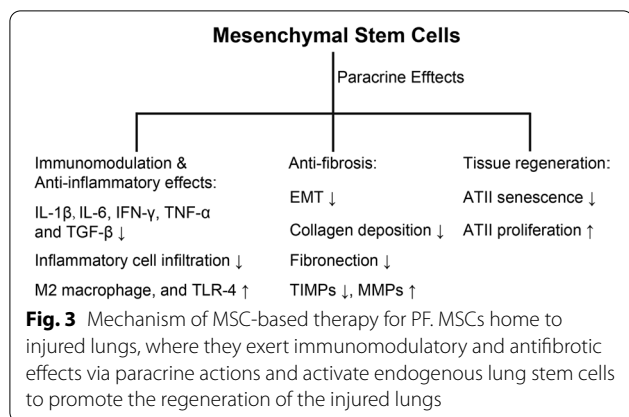 Mesenchymal Stem Cells
Paracrine Efftects
Immunomodulation &
Anti-inflammatory effects:
IL-1β, IL-6, IFN-γ, TNF-α
and TGF-β ↓
Inflammatory cell infiltration ↓
M2 macrophage, and TLR-4 ↑
Anti-fibrosis:
EMT ↓
Collagen deposition ↓
Fibronection ↓
TIMPs ↓, MMPs ↑
Tissue regeneration:
ATII senescence ↓
ATII proliferation ↑
Fig. 3 Mechanism of MSC-based therapy for PF. MSCs home to
injured lungs, where they exert immunomodulatory and antifibrotic
effects via paracrine actions and activate endogenous lung stem cells
to promote the regeneration of the injured lungs